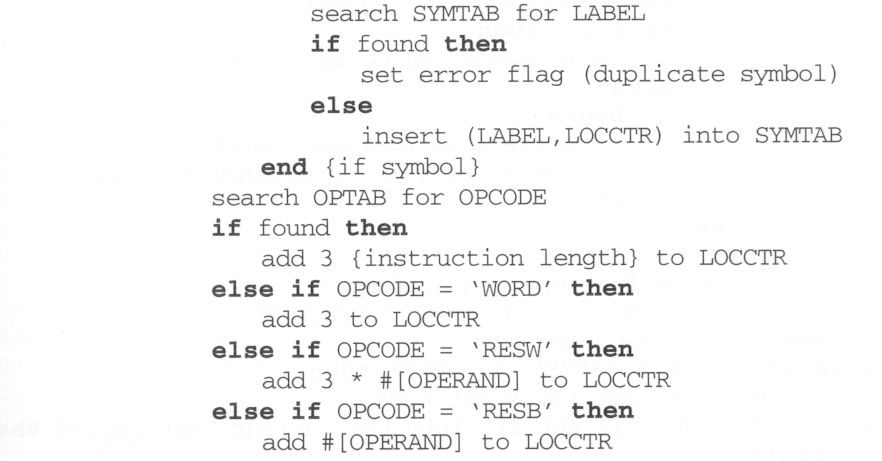 search SYMTAB for LABEL
if found then
set error flag (duplicate symbol)
else
insert (LABEL,LOCCTR) into SYMTAB
end {if symbol}
search OPTAB for OPCODE
if found then
add 3 {instruction length} to LOCCTR
else if OPCODE = ‘WORD’ then
add 3 to LOCCTR
else if OPCODE = ‘RESW’ then
add 3 * #[OPERAND] to LOCCTR
else if OPCODE = ‘RESB’ then
add #[OPERAND] to LOCCTR